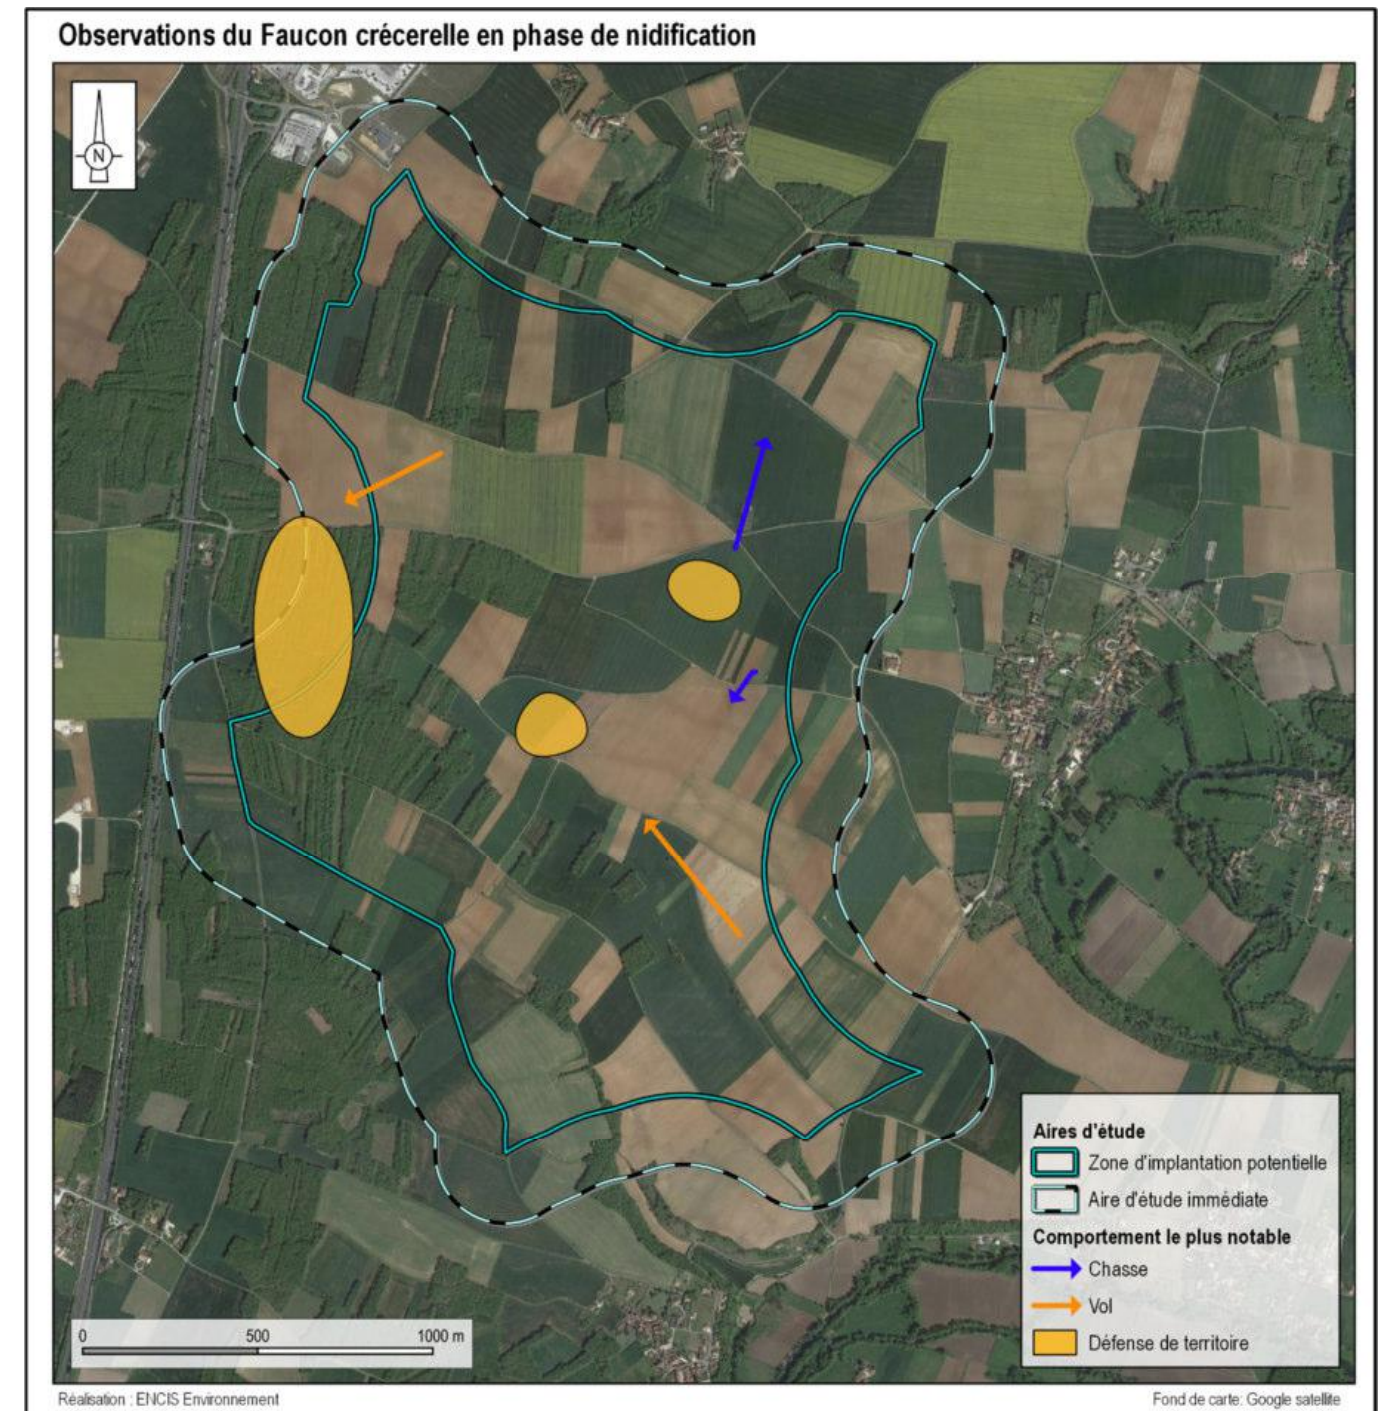 Observations du Faucon crécerelle en phase de nidification
N
Aires d'étude
Zone d'implantation potentielle
Aire d'étude immédiate
Comportement le plus notable
Chasse
Vol
Défense de territoire
0 500 1000 m
Réalisation : ENCIS Environnement
Fond de carte: Google satellite